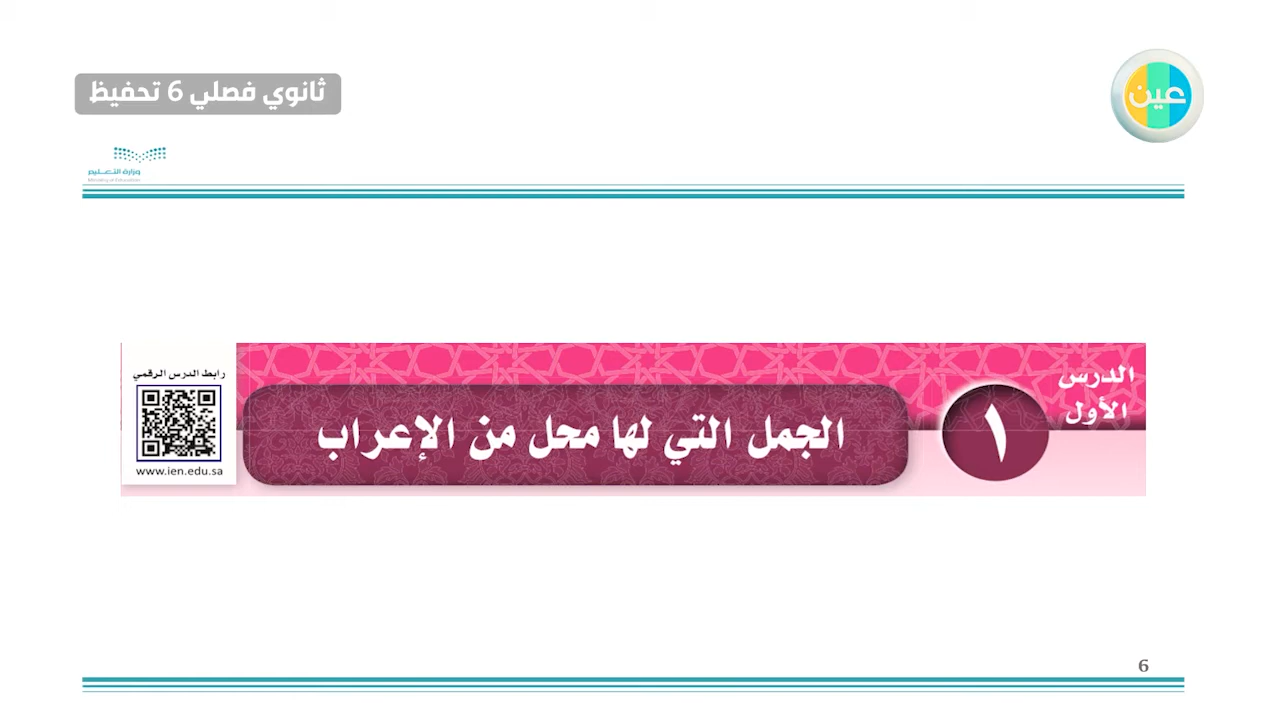 ثانوي فصلي 6 تحفيظ
عين
وزارة التعليم
Ministry of Education
الدرس
الأول
١
الجمل التي لها محل من الإعراب
رابط الدرس الرقمي
www.ien.edu.sa
6